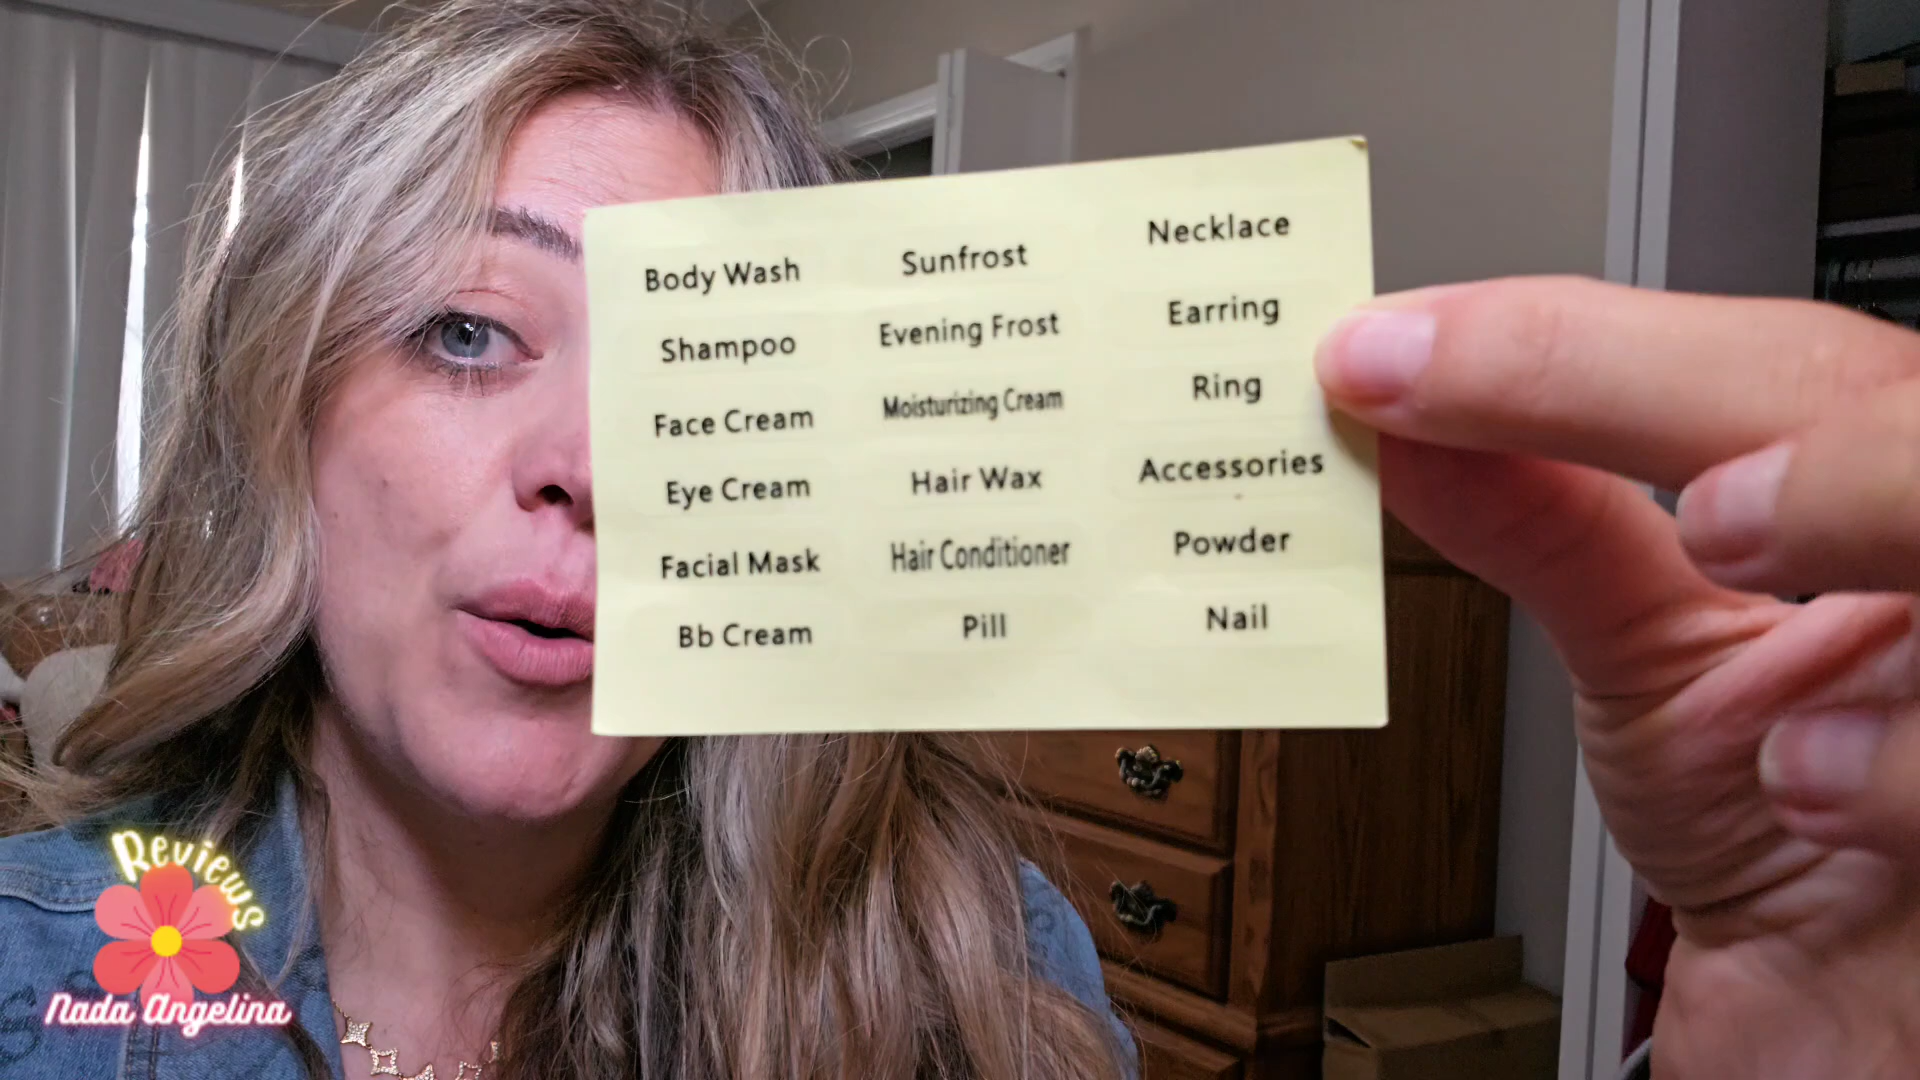 Body Wash
Shampoo
Face Cream
Eye Cream
Facial Mask
Bb Cream
Sunfrost
Evening Frost
Moisturizing Cream
Hair Wax
Hair Conditioner
Pill
Necklace
Earring
Ring
Accessories
Powder
Nail
Reviews
Nada Angelina